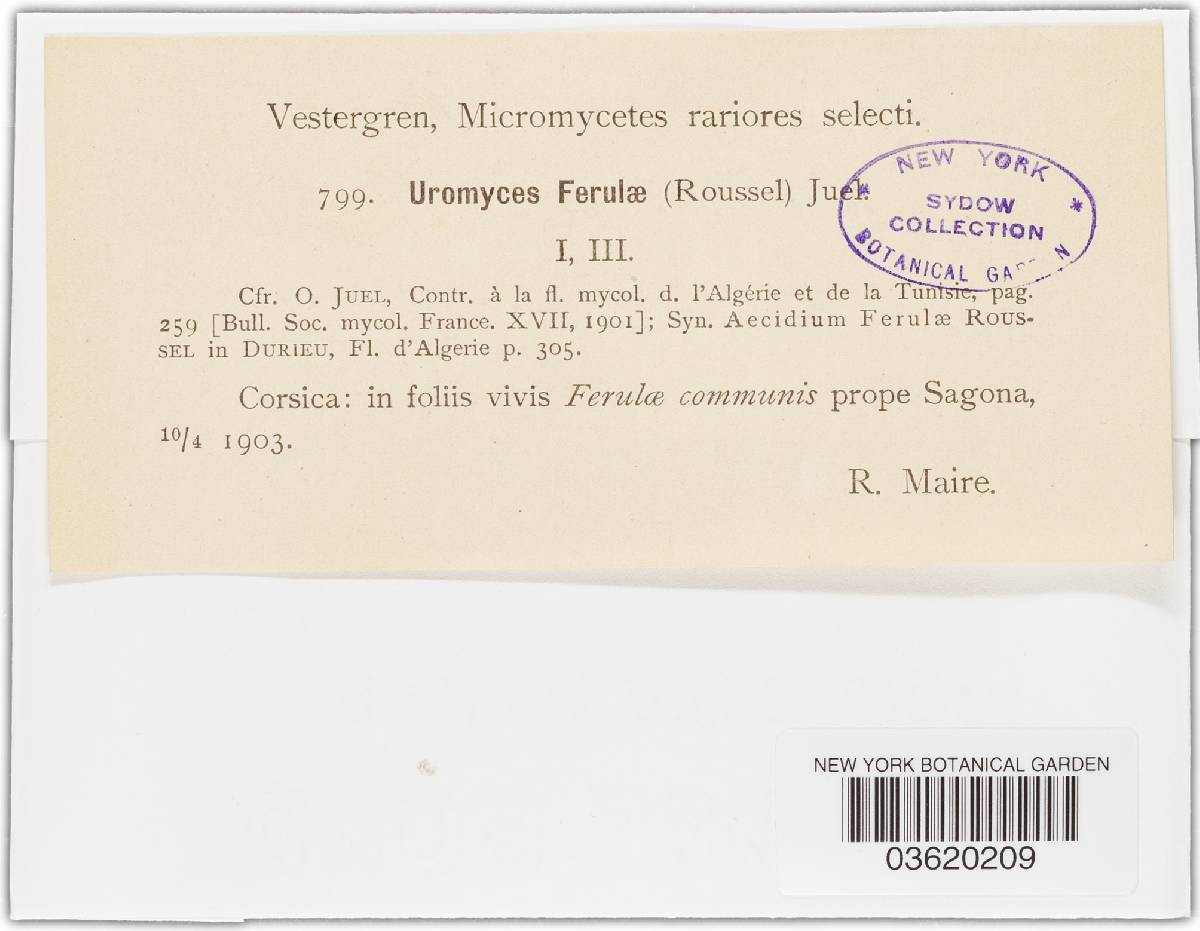 Vestergren, Micromycetes rariores selecti.
799. Uromyces Ferulæ (Roussel) Juel.
I, III.
NEW YORK
SYDOW
COLLECTION
BOTANICAL GARDEN
Cfr. O. JUEL, Contr. à la fl. mycol. d. l'Algérie et de la Tunisie, pag.
259 [Bull. Soc. mycol. France. XVII, 1901]; Syn. Aecidium Ferulæ ROUS-
SEL in DURIEU, Fl. d'Algerie p. 305.
Corsica: in foliis vivis Ferulæ communis prope Sagona,
10/4 1903.
R. Maire.
NEW YORK BOTANICAL GARDEN
03620209